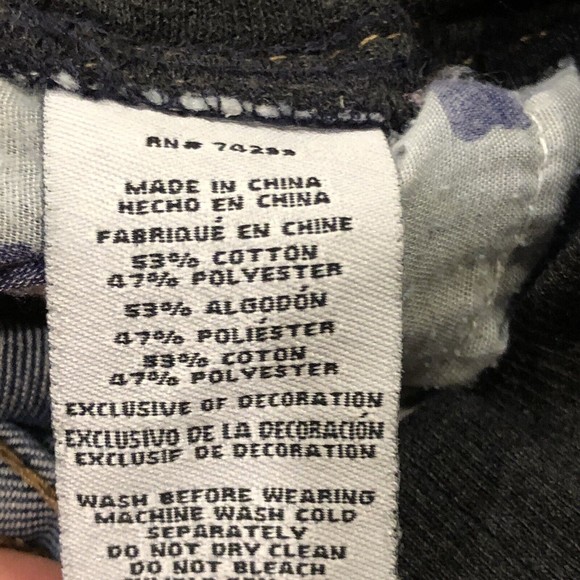 RN# 74299
MADE IN CHINA
HECHO EN CHINA
FABRIQUÉ EN CHINE
53% COTTON
47% POLYESTER
53% ALGODÓN
47% POLIÉSTER
53% COTON
47% POLYESTER
EXCLUSIVE OF DECORATION
EXCLUSIVO DE LA DECORACIÓN
EXCLUSIF DE DECORATION
WASH BEFORE WEARING
MACHINE WASH COLD
SEPARATELY
DO NOT DRY CLEAN
DO NOT BLEACH